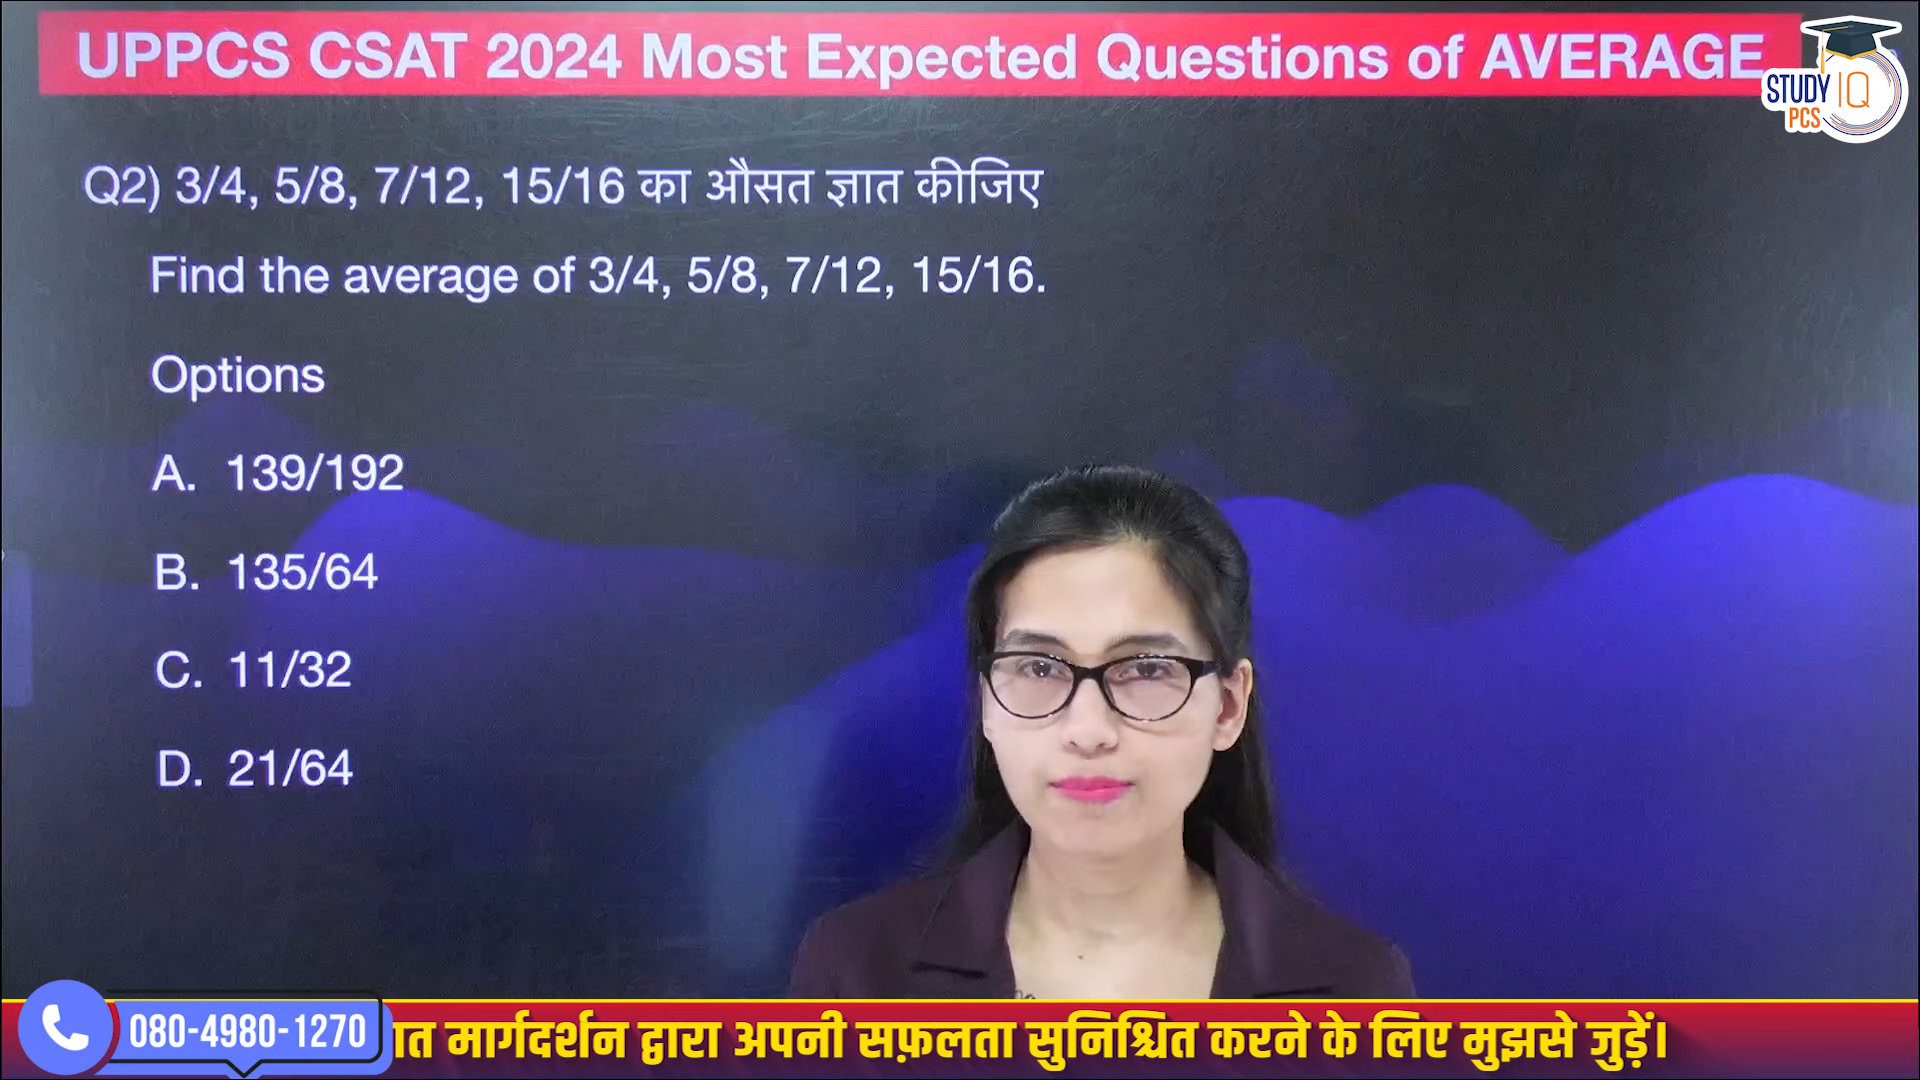 UPPCS CSAT 2024 Most Expected Questions of AVERAGE
STUDY IQ
PCS
Q2) 3/4, 5/8, 7/12, 15/16 का औसत ज्ञात कीजिए
Find the average of 3/4, 5/8, 7/12, 15/16.
Options
A. 139/192
B. 135/64
C. 11/32
D. 21/64
080-4980-1270
मार्गदर्शन द्वारा अपनी सफ़लता सुनिश्चित करने के लिए मुझसे जुड़ें।